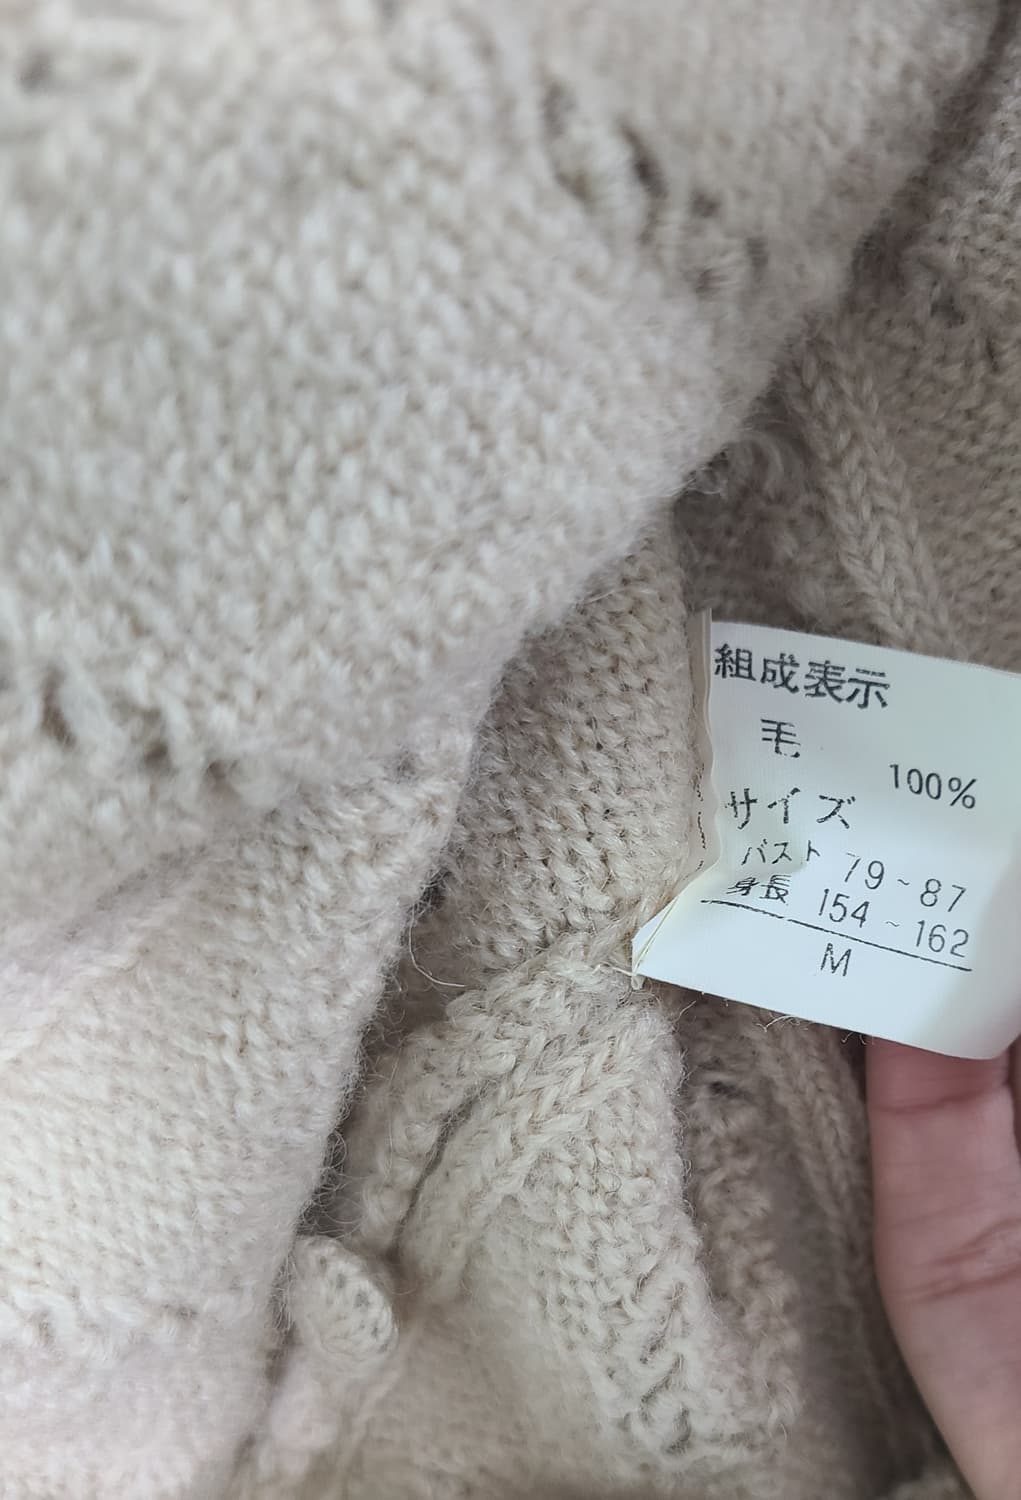 組成表示
毛 100%
サイズ
バスト 79~87
身長 154~162
M